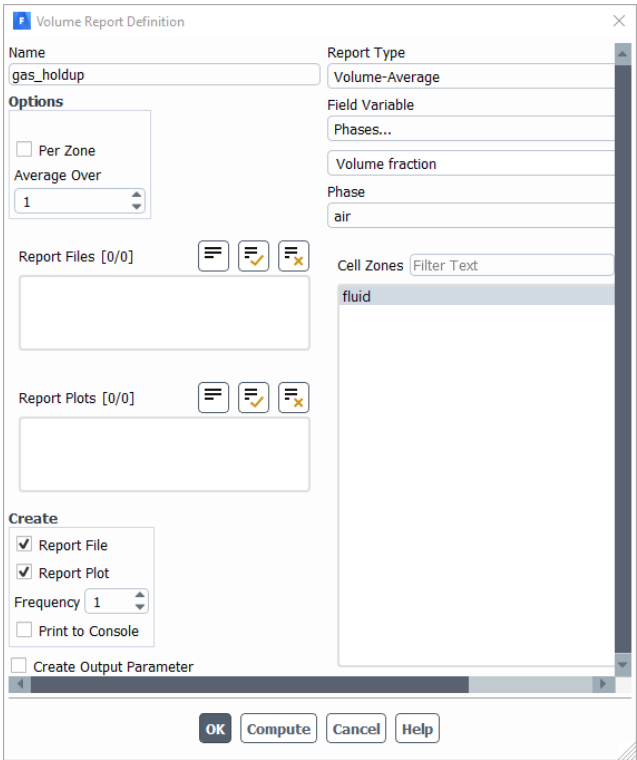 F Volume Report Definition
Name
gas_holdup
Options
Per Zone
Average Over
1
Report Files [0/0]
Report Plots [0/0]
Create
Report File
Report Plot
Frequency 1
Print to Console
Create Output Parameter
Report Type
Volume-Average
Field Variable
Phases...
Volume fraction
Phase
air
Cell Zones Filter Text
fluid
OK Compute Cancel Help